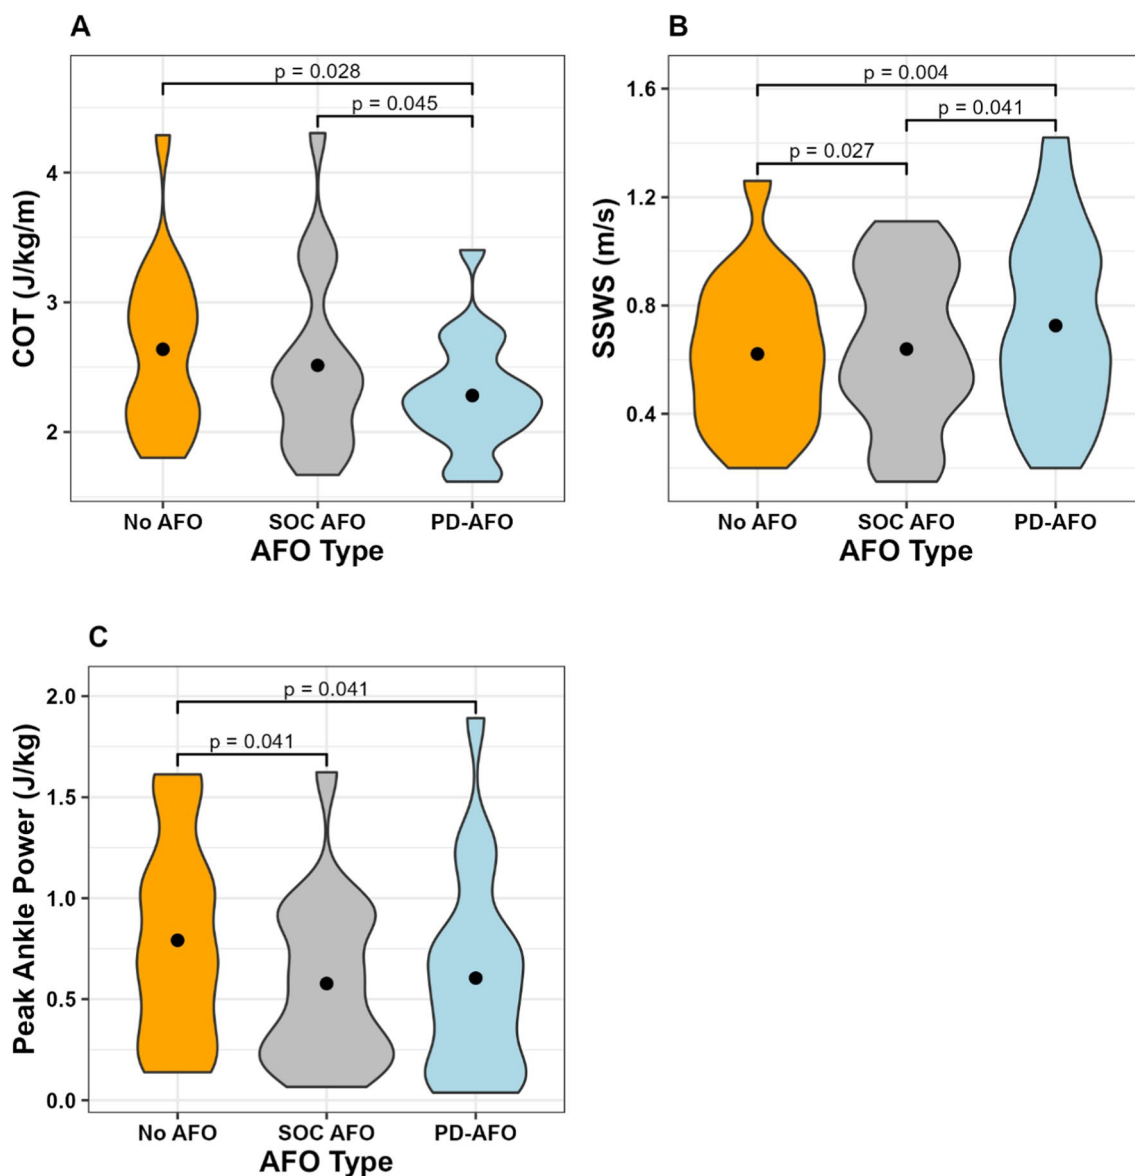 A
p = 0.028
p = 0.045
4
3
2
COT (J/kg/m)
No AFO SOC AFO PD-AFO
AFO Type
B
p = 0.004
p = 0.041
p = 0.027
1.6
1.2
0.8
0.4
SSWS (m/s)
No AFO SOC AFO PD-AFO
AFO Type
C
p = 0.041
p = 0.041
2.0
1.5
1.0
0.5
0.0
Peak Ankle Power (J/kg)
No AFO SOC AFO PD-AFO
AFO Type